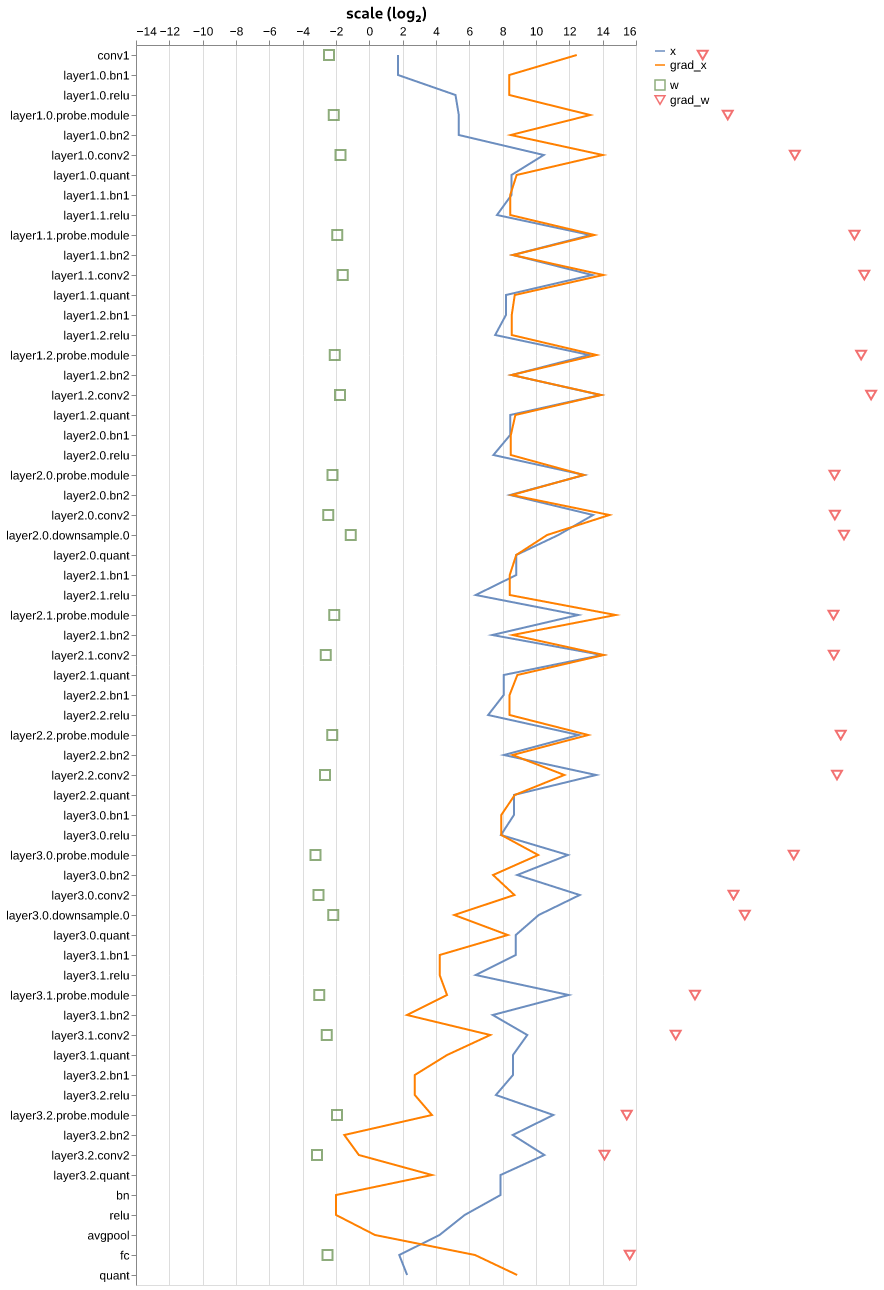 scale (log₂)
−14 −12 −10 −8 −6 −4 −2 0 2 4 6 8 10 12 14 16
x
grad_x
w
grad_w
conv1
layer1.0.bn1
layer1.0.relu
layer1.0.probe.module
layer1.0.bn2
layer1.0.conv2
layer1.0.quant
layer1.1.bn1
layer1.1.relu
layer1.1.probe.module
layer1.1.bn2
layer1.1.conv2
layer1.1.quant
layer1.2.bn1
layer1.2.relu
layer1.2.probe.module
layer1.2.bn2
layer1.2.conv2
layer1.2.quant
layer2.0.bn1
layer2.0.relu
layer2.0.probe.module
layer2.0.bn2
layer2.0.conv2
layer2.0.downsample.0
layer2.0.quant
layer2.1.bn1
layer2.1.relu
layer2.1.probe.module
layer2.1.bn2
layer2.1.conv2
layer2.1.quant
layer2.2.bn1
layer2.2.relu
layer2.2.probe.module
layer2.2.bn2
layer2.2.conv2
layer2.2.quant
layer3.0.bn1
layer3.0.relu
layer3.0.probe.module
layer3.0.bn2
layer3.0.conv2
layer3.0.downsample.0
layer3.0.quant
layer3.1.bn1
layer3.1.relu
layer3.1.probe.module
layer3.1.bn2
layer3.1.conv2
layer3.1.quant
layer3.2.bn1
layer3.2.relu
layer3.2.probe.module
layer3.2.bn2
layer3.2.conv2
layer3.2.quant
bn
relu
avgpool
fc
quant